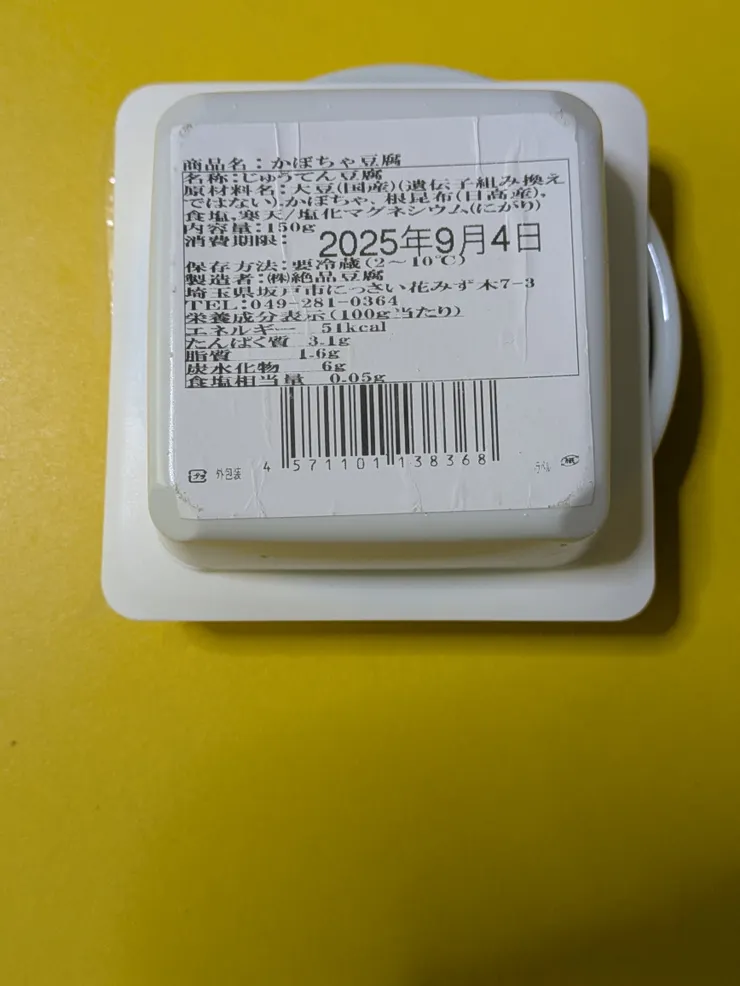 商品名：かぼちゃ豆腐
名称：じゅうてん豆腐
原材料名：大豆(国産)(遺伝子組み換え
ではない)、かぼちゃ、根昆布(日高産)、
食塩、寒天/塩化マグネシウム(にがり)
内容量：150g
消費期限： 2025年9月4日
保存方法：要冷蔵(2～10℃)
製造者：㈱絶品豆腐
埼玉県坂戸市にっさい花みず木7-3
TEL:049-281-0364
栄養成分表示(100g当たり)
エネルギー 51kcal
たんぱく質 3.1g
脂質 1.6g
炭水化物 6g
食塩相当量 0.05g
4 571101 138368
プラ 外包装 ラベル 紙